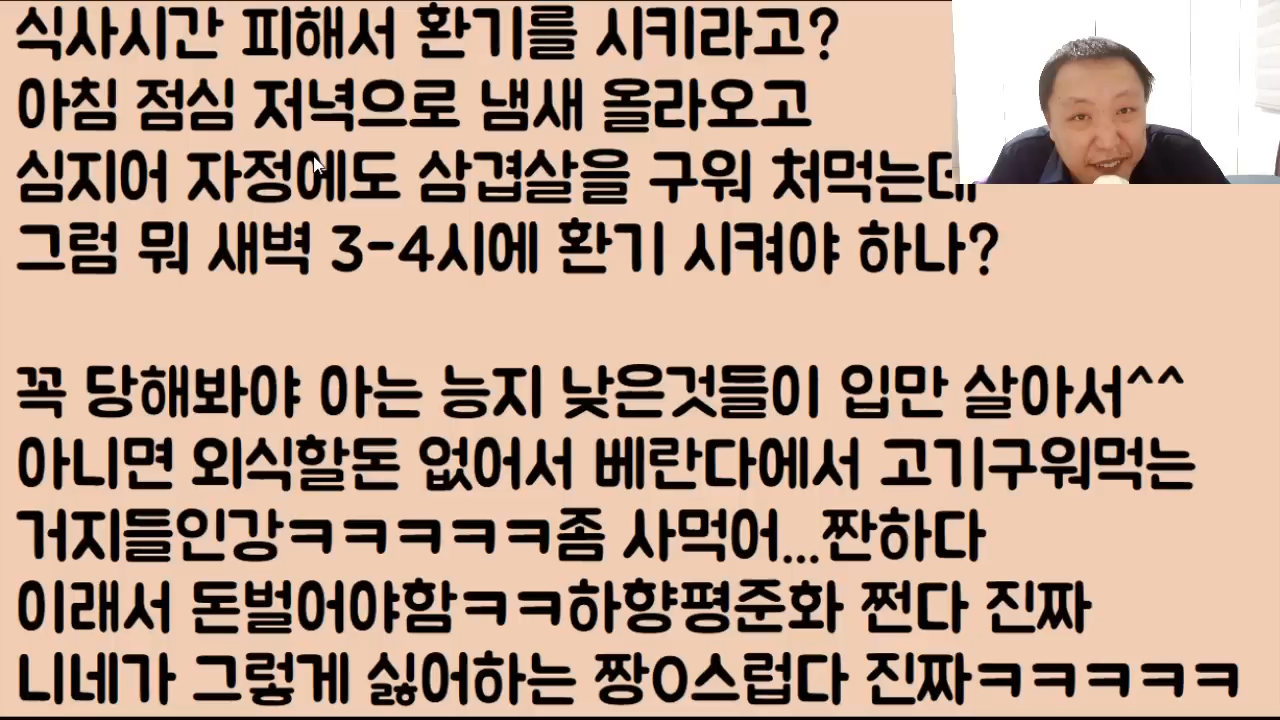 식사시간 피해서 환기를 시키라고?
아침 점심 저녁으로 냄새 올라오고
심지어 자정에도 삼겹살을 구워 처먹는데
그럼 뭐 새벽 3-4시에 환기 시켜야 하나?
꼭 당해봐야 아는 능지 낮은것들이 입만 살아서^^
아니면 외식할돈 없어서 베란다에서 고기구워먹는
거지들인강ㅋㅋㅋㅋㅋ좀 사먹어...짠하다
이래서 돈벌어야함ㅋㅋ하향평준화 쩐다 진짜
니네가 그렇게 싫어하는 짱0스럽다 진짜ㅋㅋㅋㅋㅋ